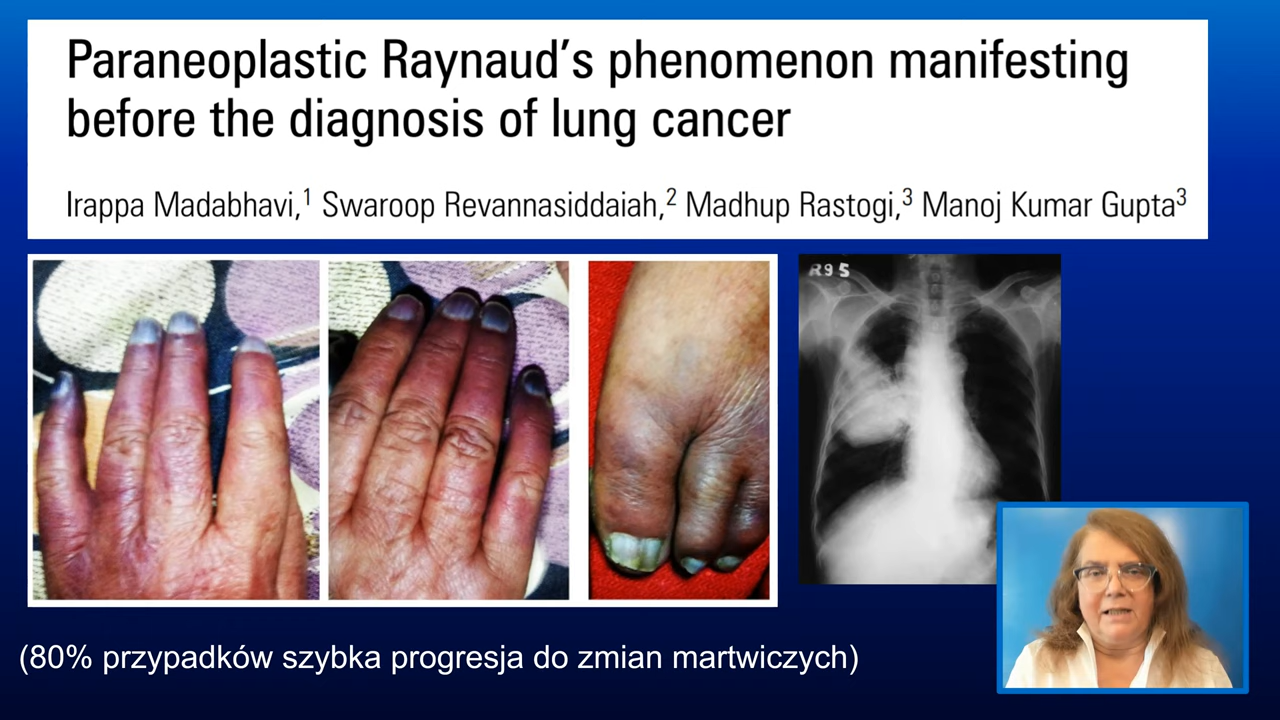 Paraneoplastic Raynaud's phenomenon manifesting
before the diagnosis of lung cancer
Irappa Madabhavi,¹ Swaroop Revannasiddaiah,² Madhup Rastogi,³ Manoj Kumar Gupta³
R95
(80% przypadków szybka progresja do zmian martwiczych)